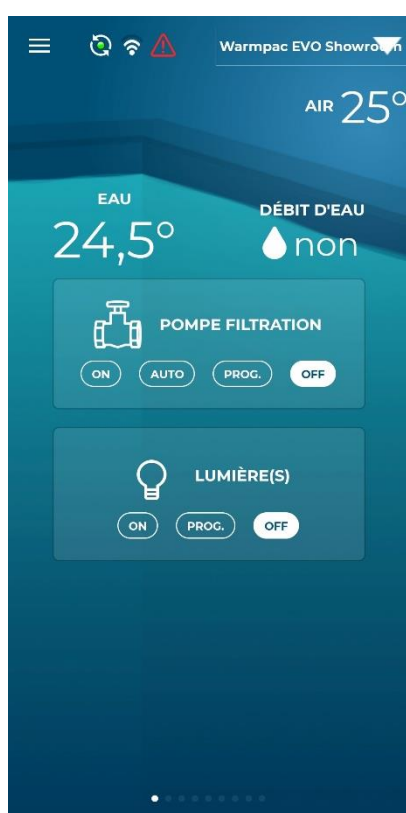 Warmpac EVO Showroom
AIR 25°
EAU
24,5°
DÉBIT D'EAU
non
POMPE FILTRATION
ON AUTO PROG. OFF
LUMIÈRE(S)
ON PROG. OFF